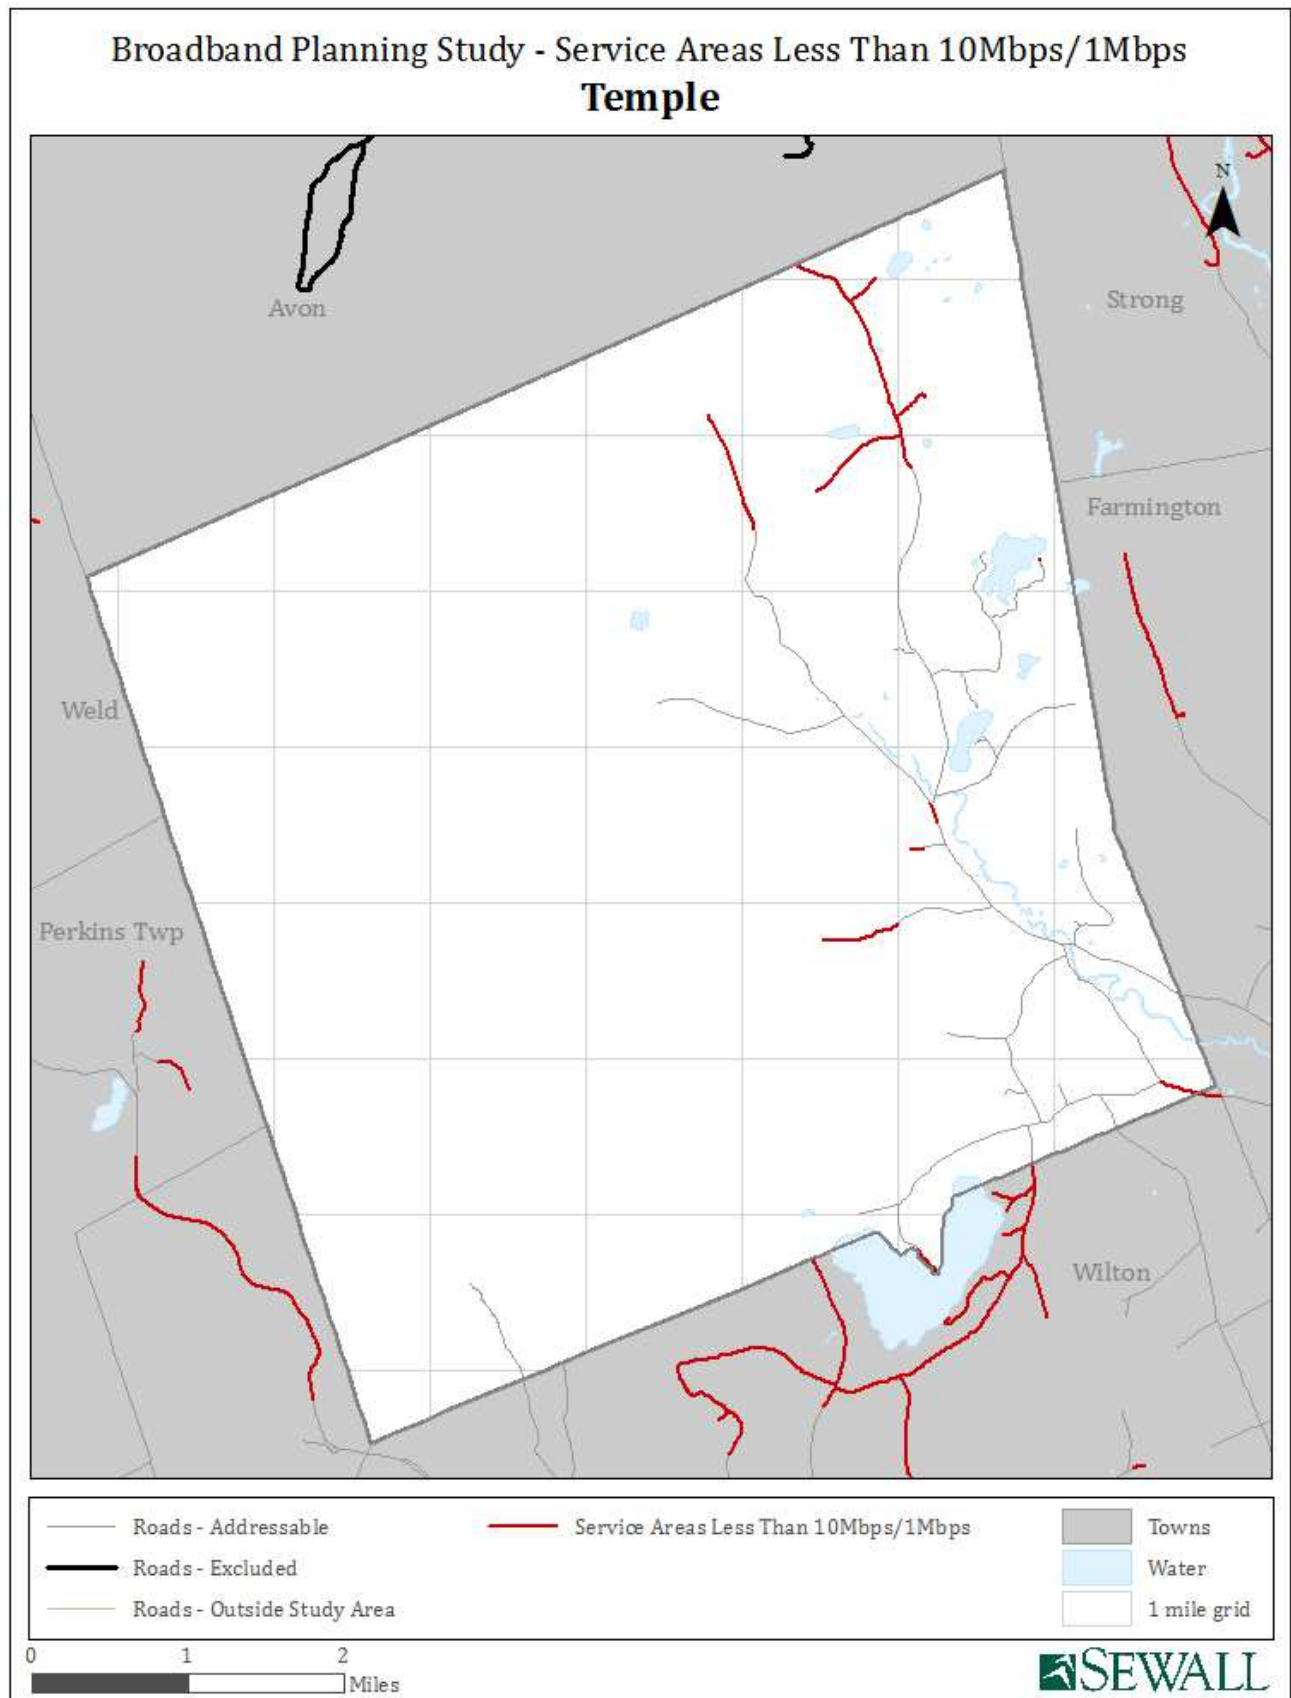 Broadband Planning Study - Service Areas Less Than 10Mbps/1Mbps
Temple
N
Avon
Strong
Farmington
Weld
Perkins Twp
Wilton
Roads - Addressable
Service Areas Less Than 10Mbps/1Mbps
Towns
Roads - Excluded
Water
Roads - Outside Study Area
1 mile grid
0 1 2
Miles
SEWALL